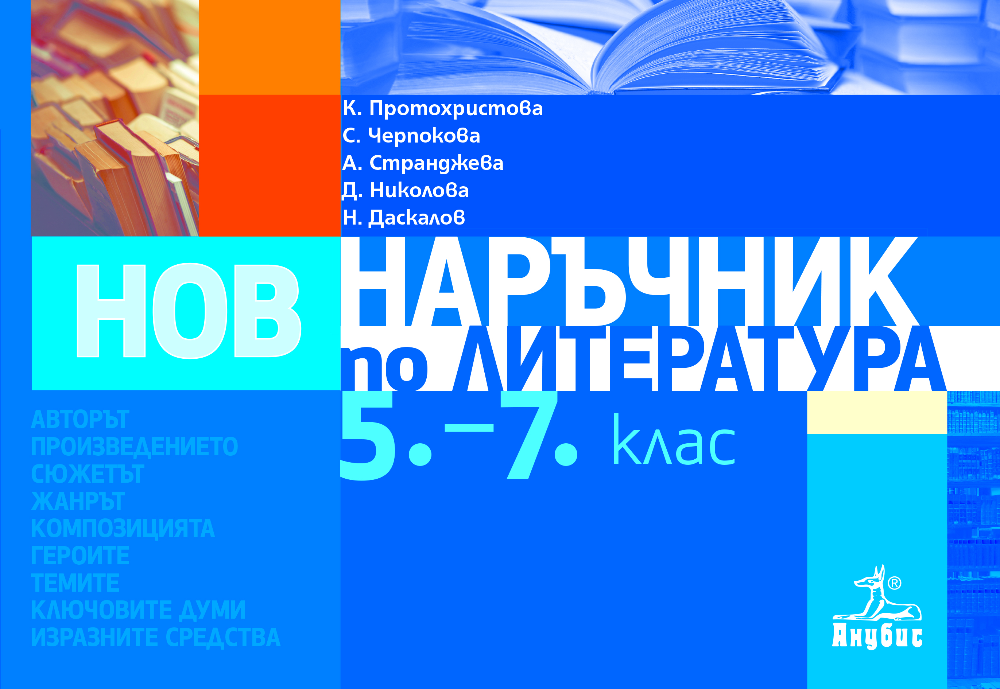 К. Протохристова
С. Черпокова
А. Странджева
Д. Николова
Н. Даскалов
НОВ
НАРЪЧНИК
по ЛИТЕРАТУРА
5.–7. клас
АВТОРЪТ
ПРОИЗВЕДЕНИЕТО
СЮЖЕТЪТ
ЖАНРЪТ
КОМПОЗИЦИЯТА
ГЕРОИТЕ
ТЕМИТЕ
КЛЮЧОВИТЕ ДУМИ
ИЗРАЗНИТЕ СРЕДСТВА
®
Анубис